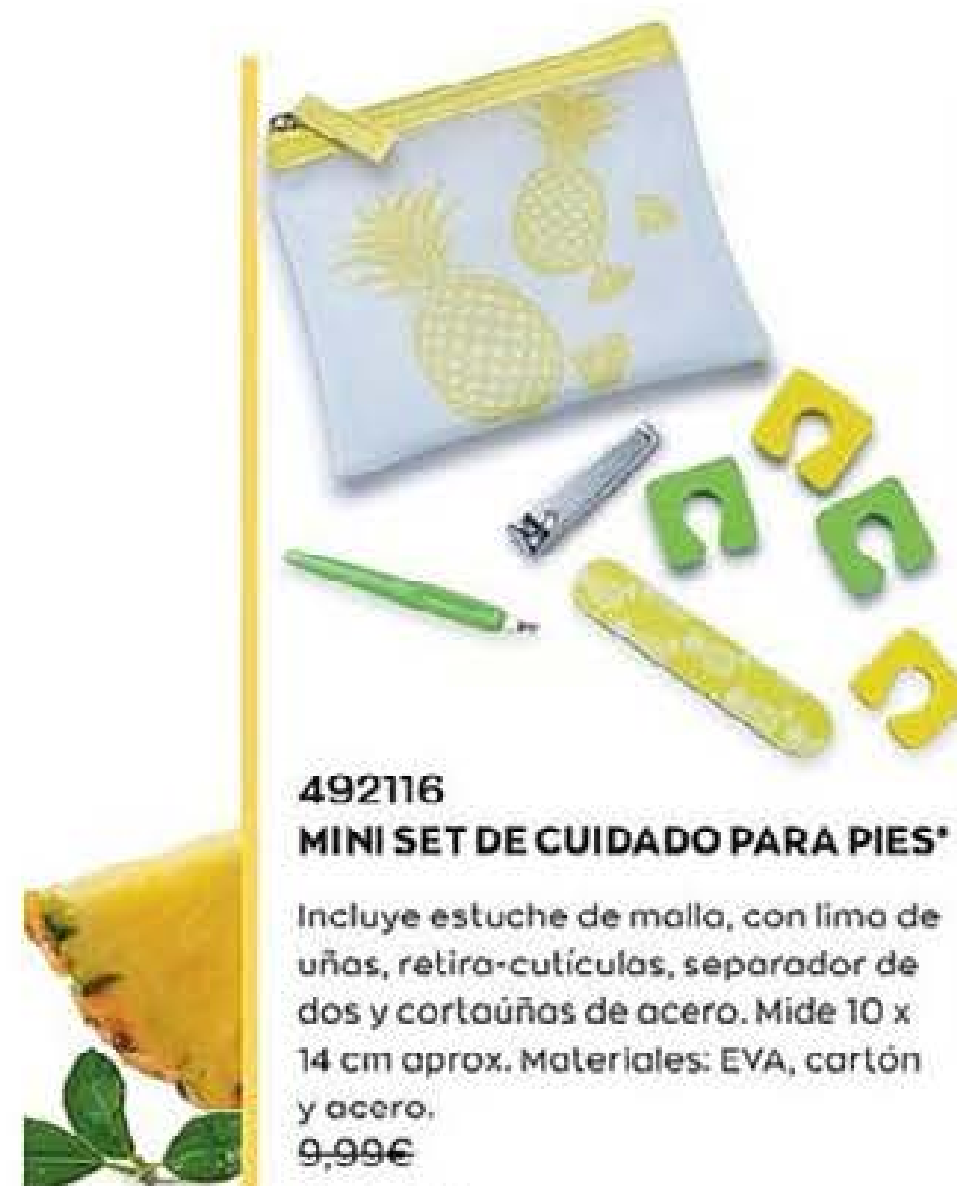 492116
MINI SET DE CUIDADO PARA PIES*
Incluye estuche de malla, con lima de
uñas, retira-cutículas, separador de
dos y cortaúñas de acero. Mide 10 x
14 cm aprox. Materiales: EVA, cartón
y acero.
9,99€